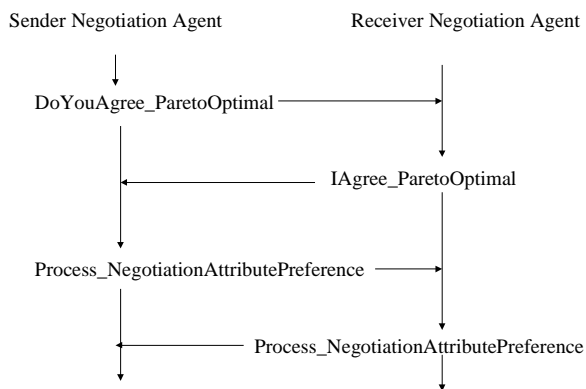 Sender Negotiation Agent
Receiver Negotiation Agent
DoYouAgree_ParetoOptimal
IAgree_ParetoOptimal
Process_NegotiationAttributePreference
Process_NegotiationAttributePreference